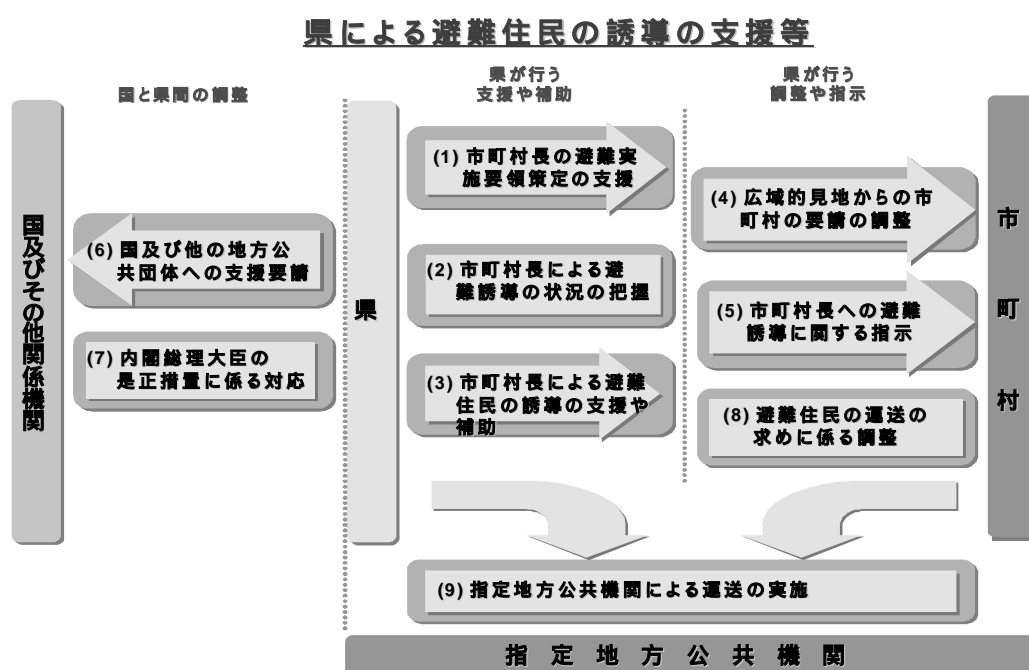 県による避難住民の誘導の支援等
国と県間の調整
県が行う
支援や補助
県が行う
調整や指示
国及びその他関係機関
(6) 国及び他の地方公
共団体への支援要請
(7) 内閣総理大臣の
是正措置に係る対応
県
(1) 市町村長の避難実
施要領策定の支援
(2) 市町村長による避
難誘導の状況の把握
(3) 市町村長による避難
住民の誘導の支援や
補助
(4) 広域的見地からの市
町村の要請の調整
(5) 市町村長への避難
誘導に関する指示
(8) 避難住民の運送の
求めに係る調整
市町村
(9) 指定地方公共機関による運送の実施
指定地方公共機関